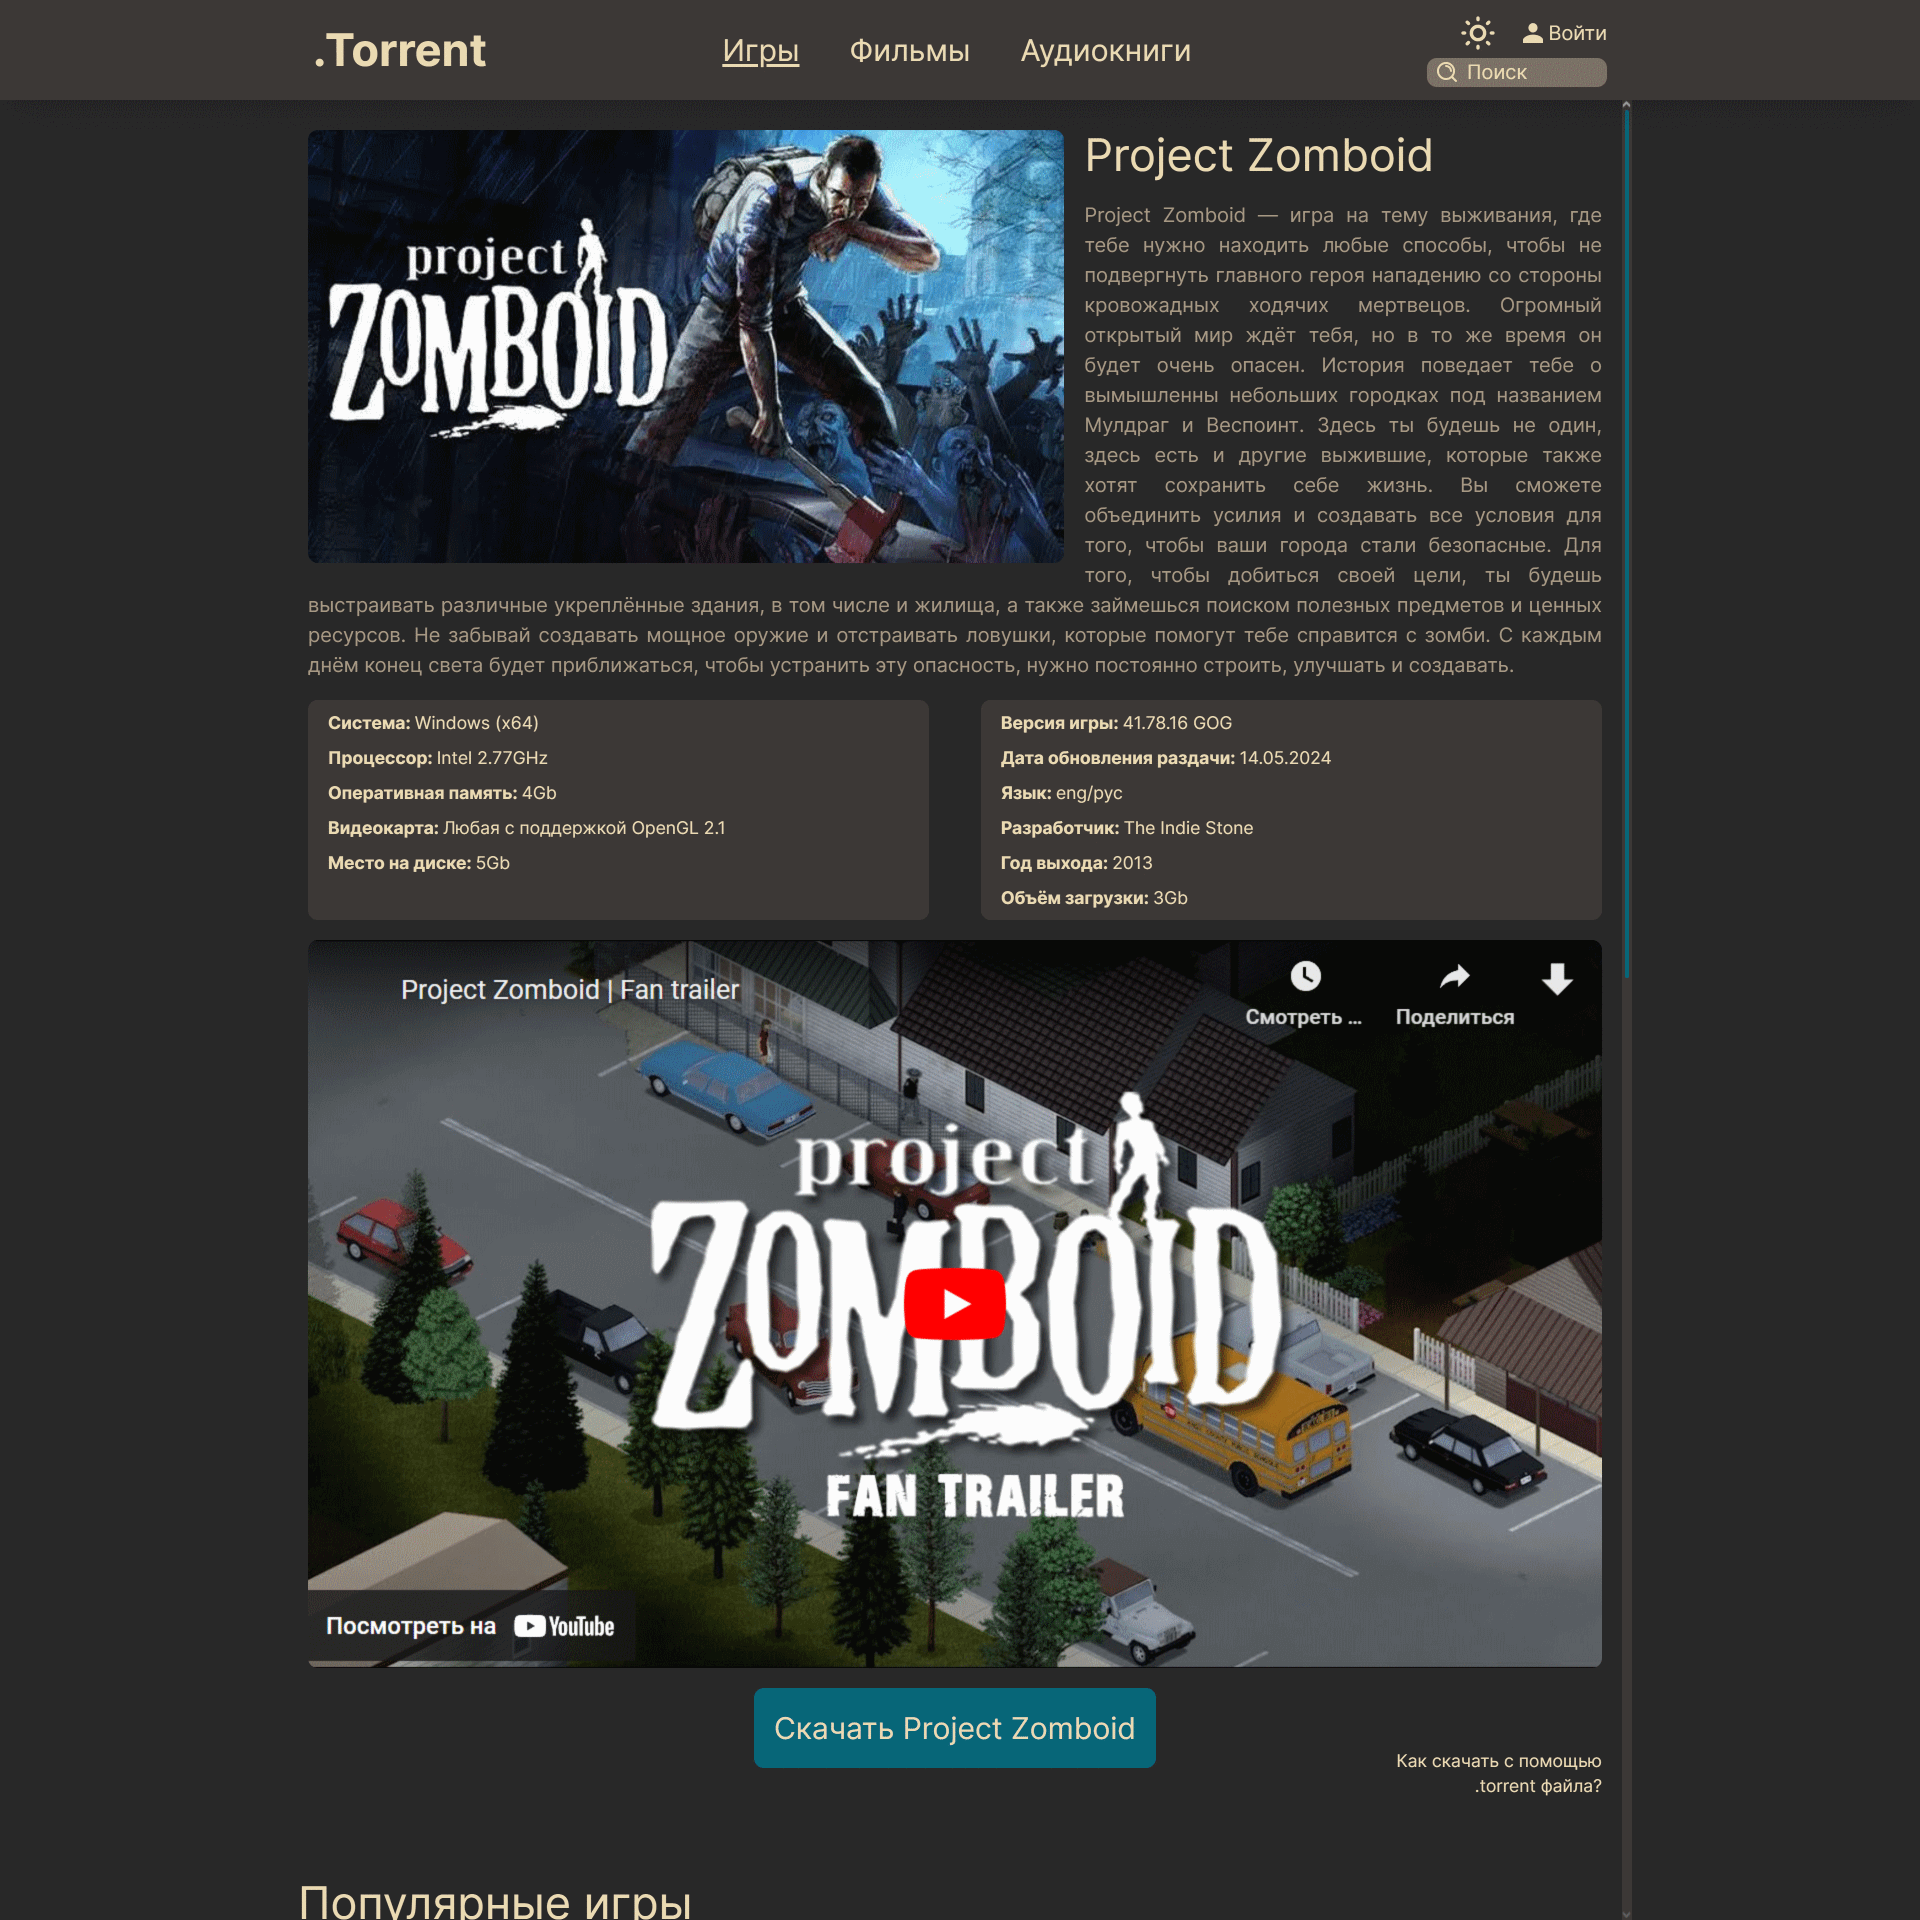 .Torrent
Игры
Фильмы
Аудиокниги
Войти
Поиск
project
ZOMBOID
Project Zomboid
Project Zomboid — игра на тему выживания, где
тебе нужно находить любые способы, чтобы не
подвергнуть главного героя нападению со стороны
кровожадных ходячих мертвецов. Огромный
открытый мир ждёт тебя, но в то же время он
будет очень опасен. История поведает тебе о
вымышленны небольших городках под названием
Мулдраг и Веспоинт. Здесь ты будешь не один,
здесь есть и другие выжившие, которые также
хотят сохранить себе жизнь. Вы сможете
объединить усилия и создавать все условия для
того, чтобы ваши города стали безопасные. Для
того, чтобы добиться своей цели, ты будешь
выстраивать различные укреплённые здания, в том числе и жилища, а также займешься поиском полезных предметов и ценных
ресурсов. Не забывай создавать мощное оружие и отстраивать ловушки, которые помогут тебе справится с зомби. С каждым
днём конец света будет приближаться, чтобы устранить эту опасность, нужно постоянно строить, улучшать и создавать.
Система: Windows (x64)
Процессор: Intel 2.77GHz
Оперативная память: 4Gb
Видеокарта: Любая с поддержкой OpenGL 2.1
Место на диске: 5Gb
Версия игры: 41.78.16 GOG
Дата обновления раздачи: 14.05.2024
Язык: eng/рус
Разработчик: The Indie Stone
Год выхода: 2013
Объём загрузки: 3Gb
Project Zomboid | Fan trailer
Смотреть ...
Поделиться
project
ZOMBOID
FAN TRAILER
Посмотреть на YouTube
Скачать Project Zomboid
Как скачать с помощью
.torrent файла?
Популярные игры